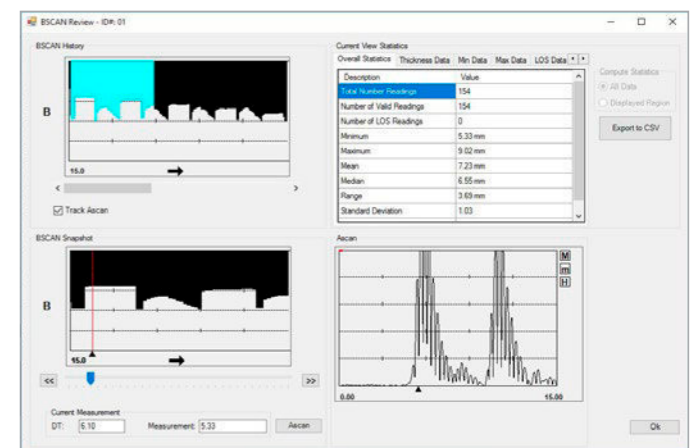 BSCAN Review - ID#: 01
BSCAN History
B
15.0
Track Ascan
Current View Statistics
Overall Statistics Thickness Data Min Data Max Data LOS Data
Description Value
Total Number Readings 154
Number of Valid Readings 154
Number of LOS Readings 0
Minimum 5.33 mm
Maximum 9.02 mm
Mean 7.23 mm
Median 6.55 mm
Range 3.69 mm
Standard Deviation 1.03
Compute Statistics
All Data
Displayed Region
Export to CSV
BSCAN Snapshot
B
15.0
<< >>
Current Measurement
DT: 6.10 Measurement: 5.33 Ascan
Ascan
M
m
H
0.00 15.00
Ok